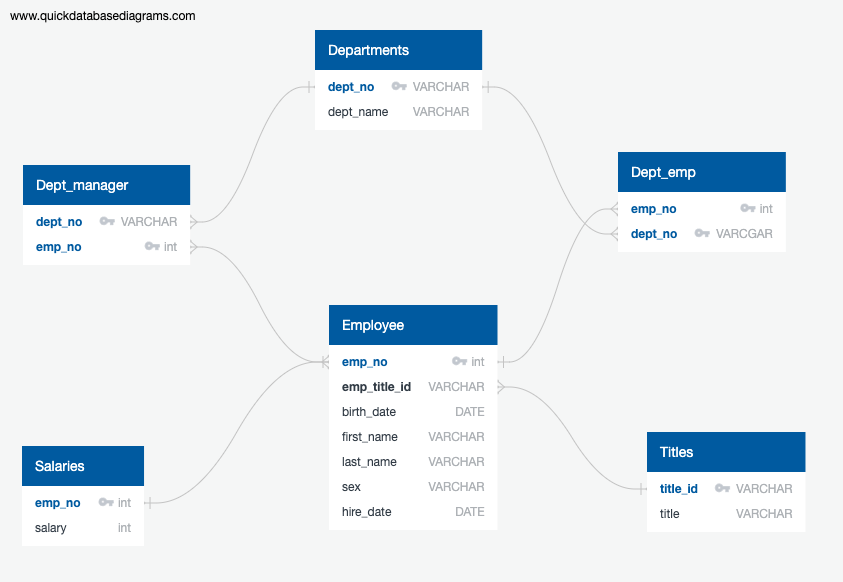 www.quickdatabasediagrams.com
Departments
dept_no VARCHAR
dept_name VARCHAR
Dept_manager
dept_no VARCHAR
emp_no int
Dept_emp
emp_no int
dept_no VARCGAR
Employee
emp_no int
emp_title_id VARCHAR
birth_date DATE
first_name VARCHAR
last_name VARCHAR
sex VARCHAR
hire_date DATE
Salaries
emp_no int
salary int
Titles
title_id VARCHAR
title VARCHAR